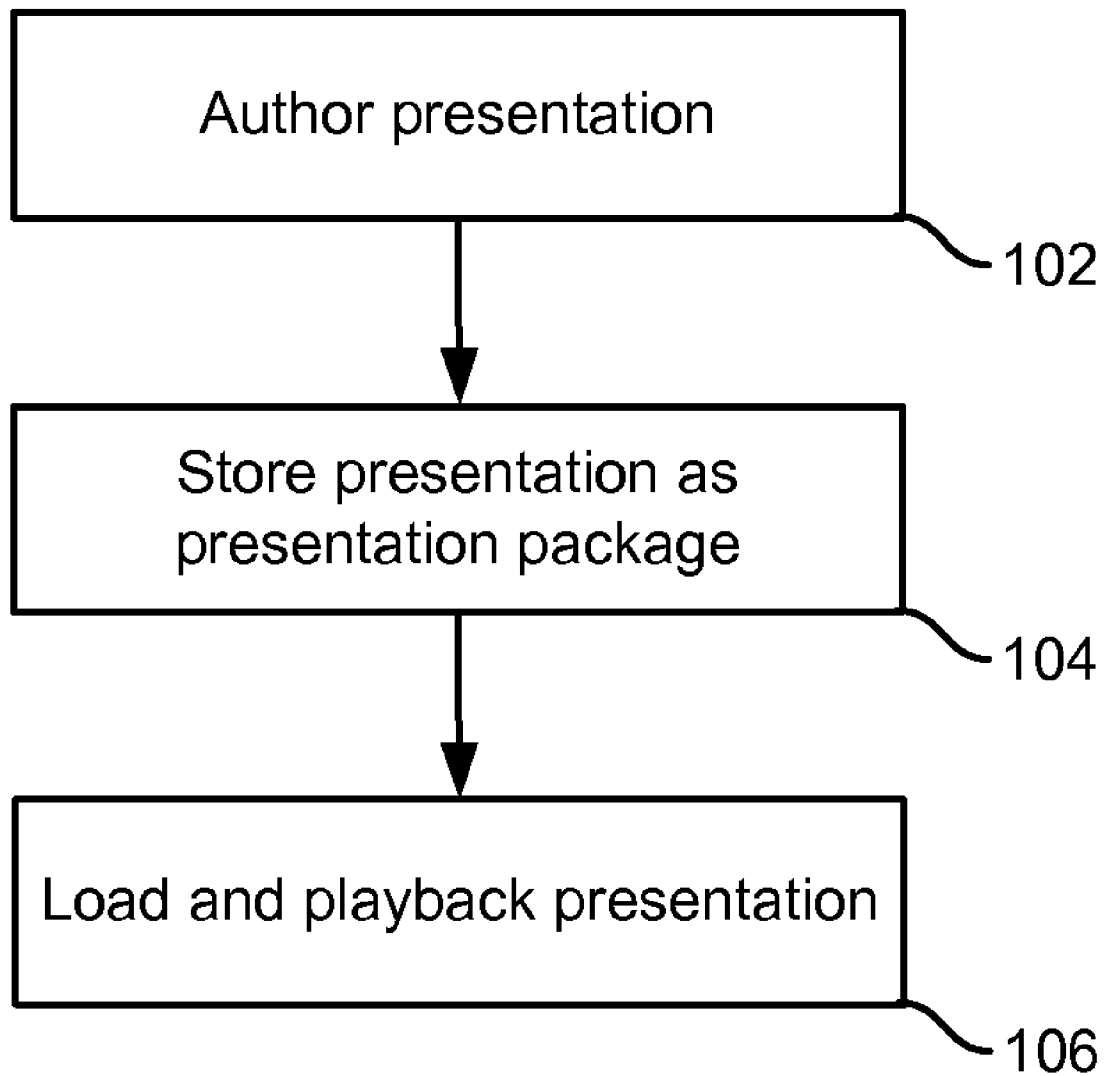 Author presentation
102
Store presentation as
presentation package
104
Load and playback presentation
106